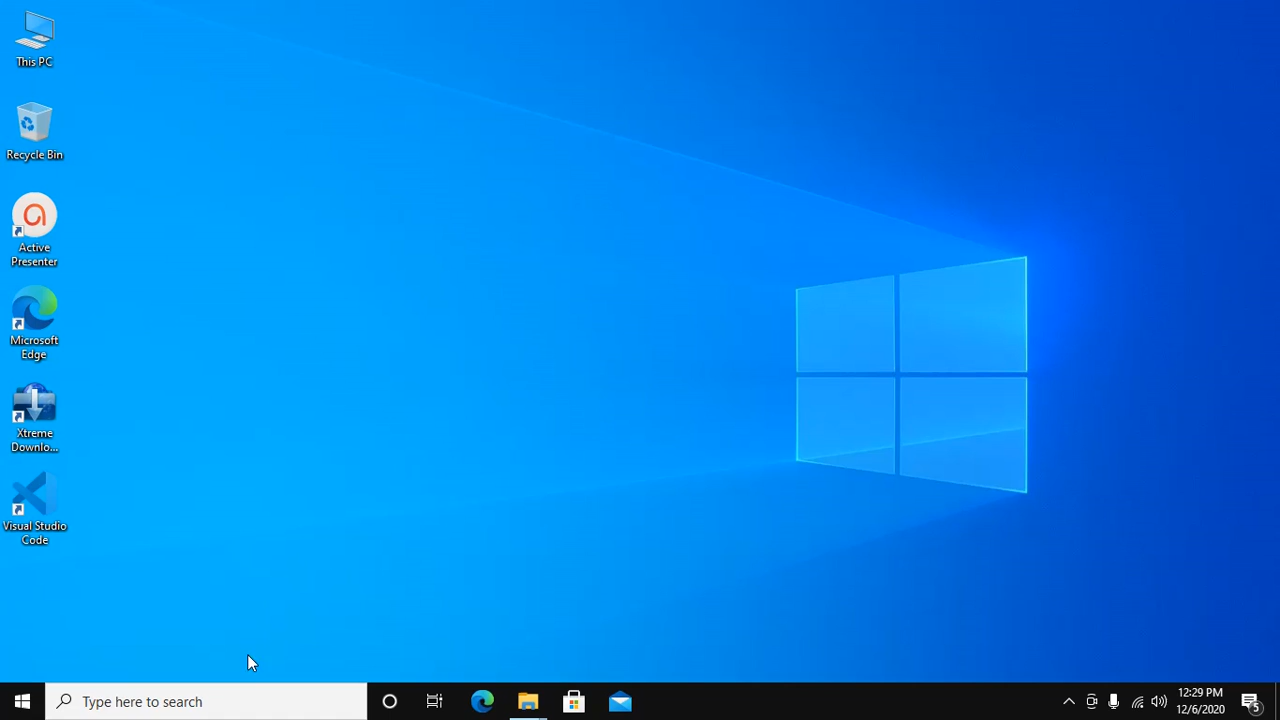 This PC
Recycle Bin
Active
Presenter
Microsoft
Edge
Xtreme
Downlo...
Visual Studio
Code
Type here to search
12:29 PM
12/6/2020
5